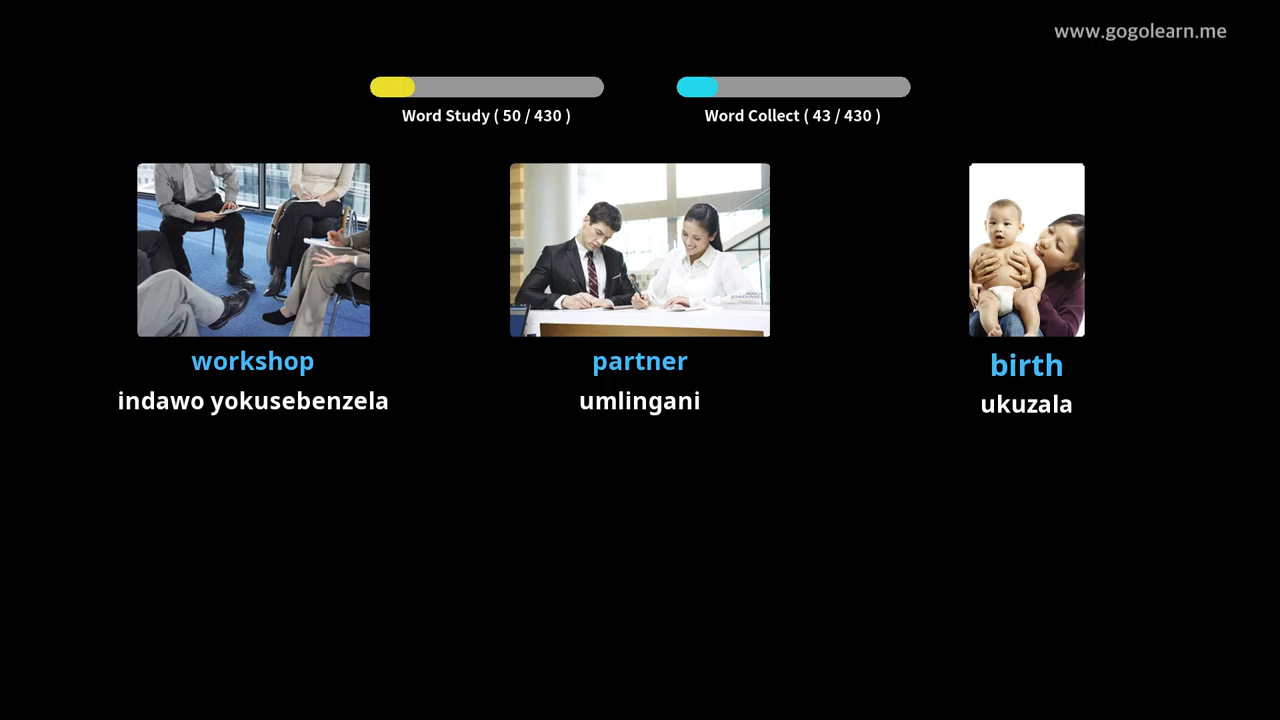 www.gogolearn.me
Word Study ( 50 / 430 )
Word Collect ( 43 / 430 )
workshop
indawo yokusebenzela
partner
umlingani
birth
ukuzala